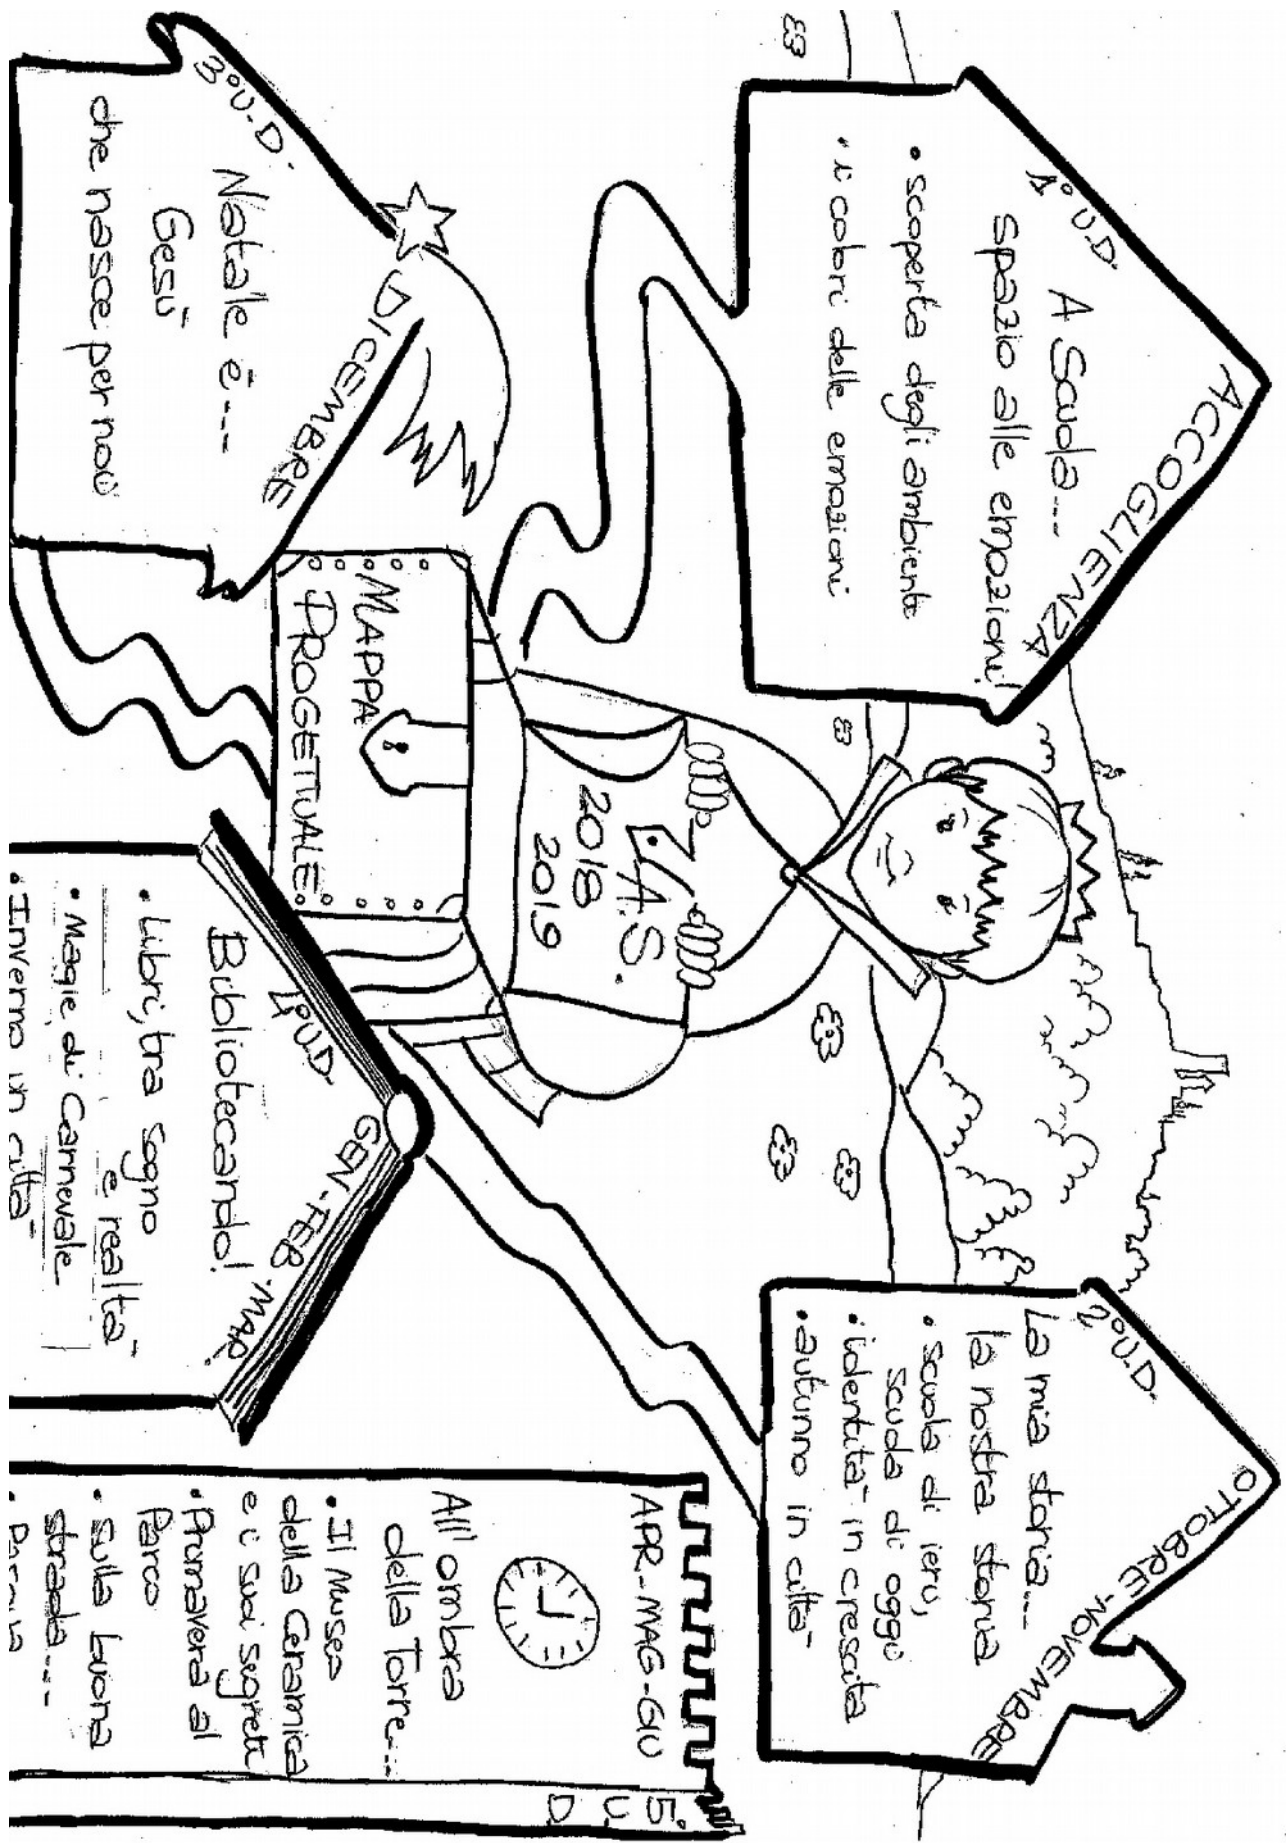 1° U.D.
ACCOGLIENZA
A Scuola...
spazio alle emozioni!
• scoperta degli ambienti
• i colori delle emozioni
2° U.D.
OTTOBRE-NOVEMBRE
La mia storia...
la nostra storia
• scuola di ieri,
scuola di oggi
• identità in crescita
• autunno in città
A.S.
2018
2019
MAPPA
PROGETTUALE
3° U.D.
DICEMBRE
Natale è...
Gesù
che nasce per noi
4° U.D.
GEN-FEB-MAR.
Bibliotecando!
• Libri, tra sogno
e realtà
• Magie di Carnevale
• Inverno in città
5°
U
D
APR-MAG-GIU
All'ombra
della Torre...
• Il Museo
della Ceramica
e i suoi segreti
• Primavera al
Parco
• sulla buona
strada...